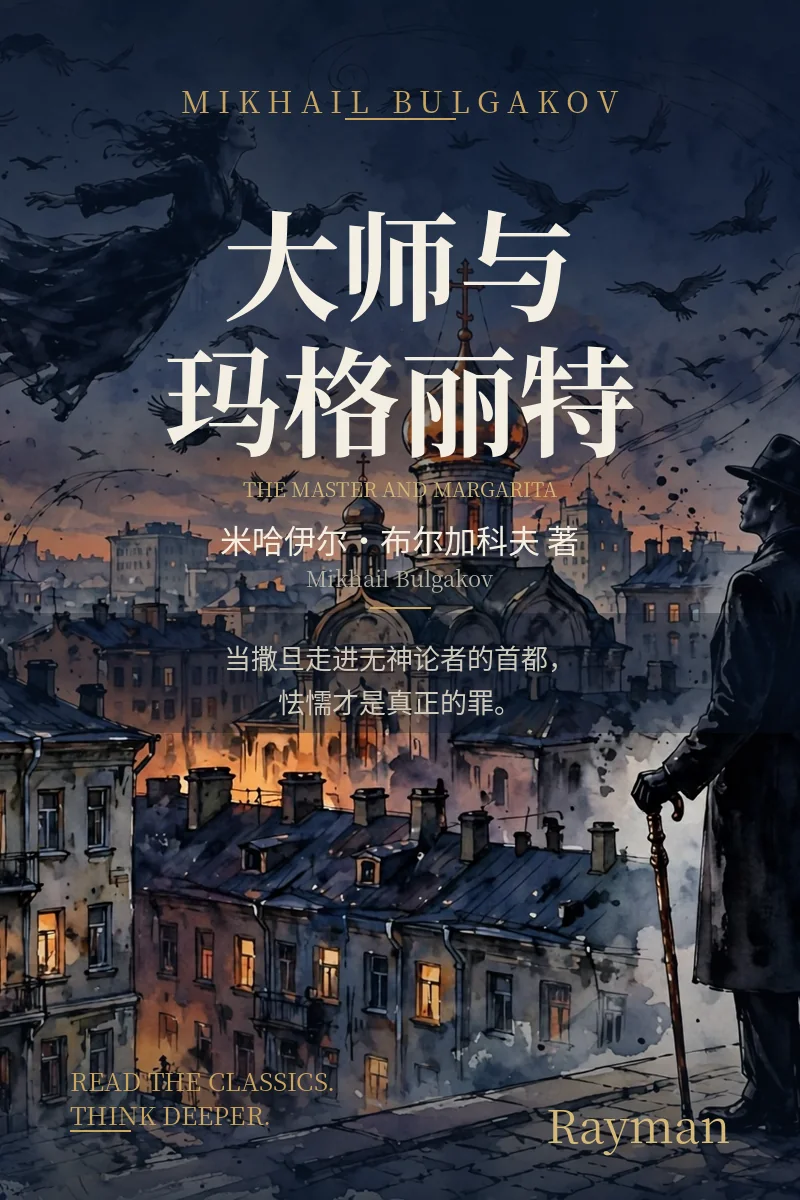 MIKHAIL BULGAKOV
大师与
玛格丽特
THE MASTER AND MARGARITA
米哈伊尔·布尔加科夫 著
Mikhail Bulgakov
当撒旦走进无神论者的首都，
怯懦才是真正的罪。
READ THE CLASSICS.
THINK DEEPER.
Rayman